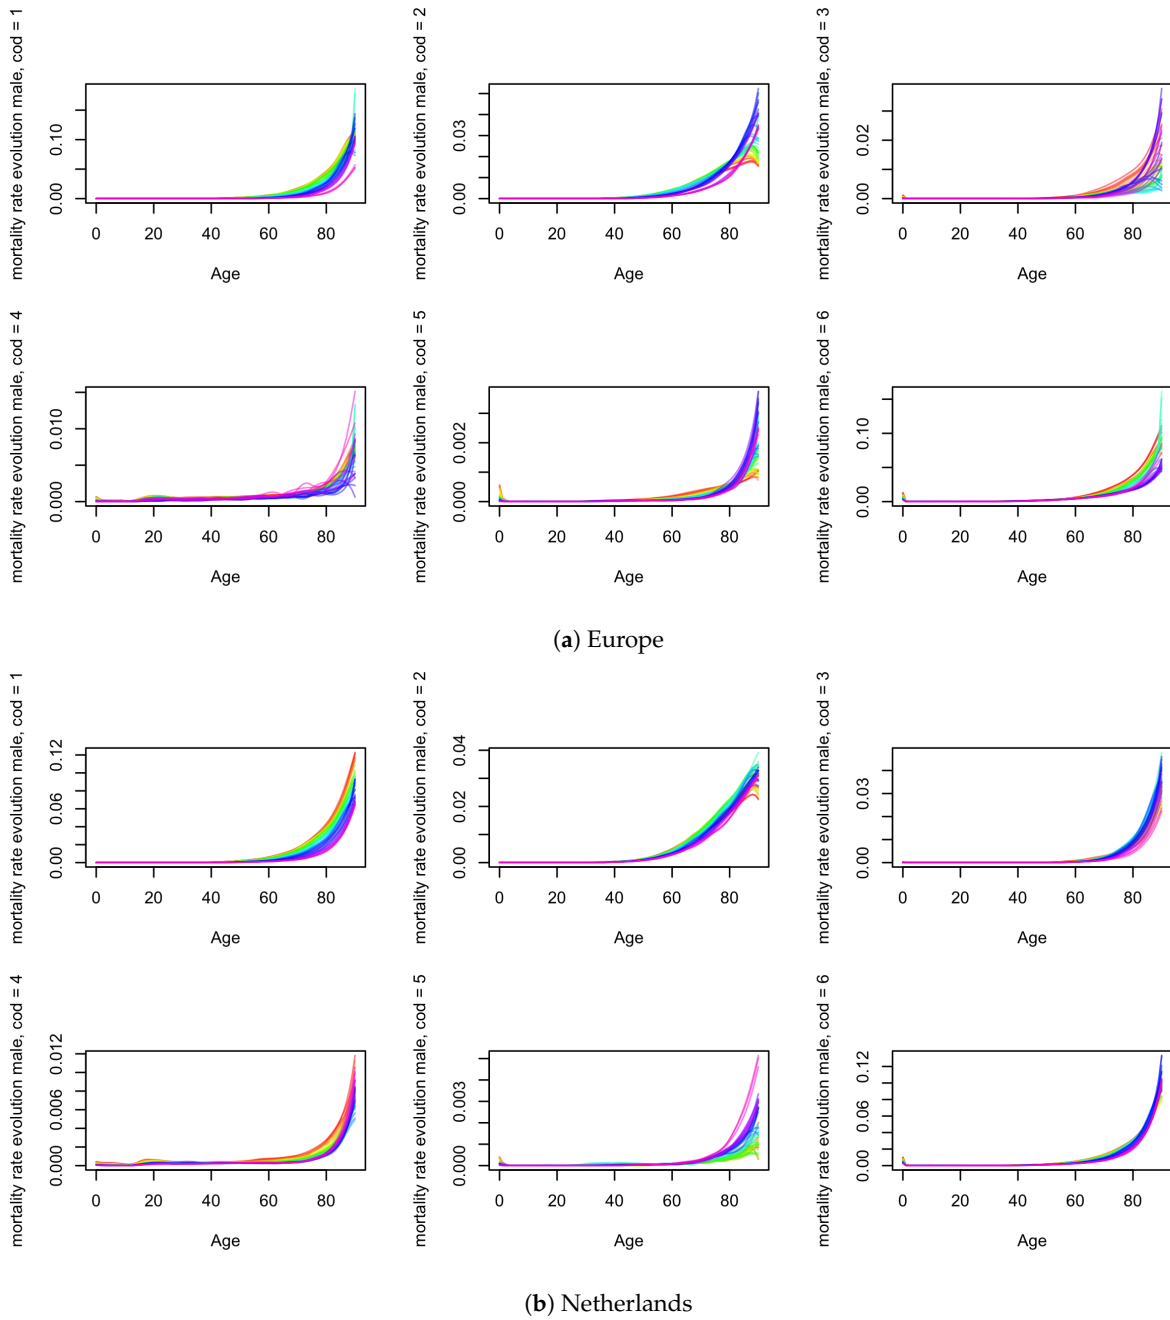 mortality rate evolution male, cod = 1
0.00 0.10
0 20 40 60 80
Age
mortality rate evolution male, cod = 2
0.00 0.03
0 20 40 60 80
Age
mortality rate evolution male, cod = 3
0.00 0.02
0 20 40 60 80
Age
mortality rate evolution male, cod = 4
0.000 0.010
0 20 40 60 80
Age
mortality rate evolution male, cod = 5
0.000 0.002
0 20 40 60 80
Age
mortality rate evolution male, cod = 6
0.00 0.10
0 20 40 60 80
Age
(a) Europe
mortality rate evolution male, cod = 1
0.00 0.06 0.12
0 20 40 60 80
Age
mortality rate evolution male, cod = 2
0.00 0.02 0.04
0 20 40 60 80
Age
mortality rate evolution male, cod = 3
0.00 0.03
0 20 40 60 80
Age
mortality rate evolution male, cod = 4
0.000 0.006 0.012
0 20 40 60 80
Age
mortality rate evolution male, cod = 5
0.000 0.003
0 20 40 60 80
Age
mortality rate evolution male, cod = 6
0.00 0.06 0.12
0 20 40 60 80
Age
(b) Netherlands